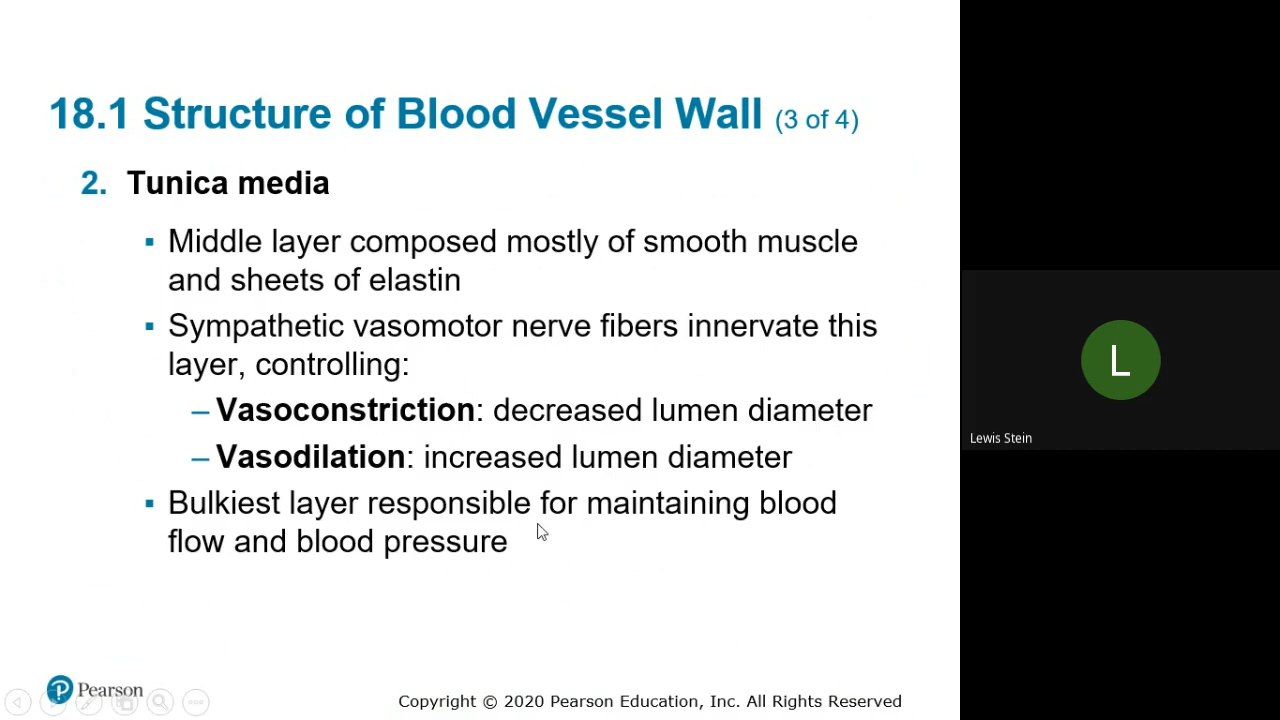 18.1 Structure of Blood Vessel Wall (3 of 4)
2. Tunica media
▪ Middle layer composed mostly of smooth muscle
and sheets of elastin
▪ Sympathetic vasomotor nerve fibers innervate this
layer, controlling:
– Vasoconstriction: decreased lumen diameter
– Vasodilation: increased lumen diameter
▪ Bulkiest layer responsible for maintaining blood
flow and blood pressure
L
Lewis Stein
P Pearson
Copyright © 2020 Pearson Education, Inc. All Rights Reserved